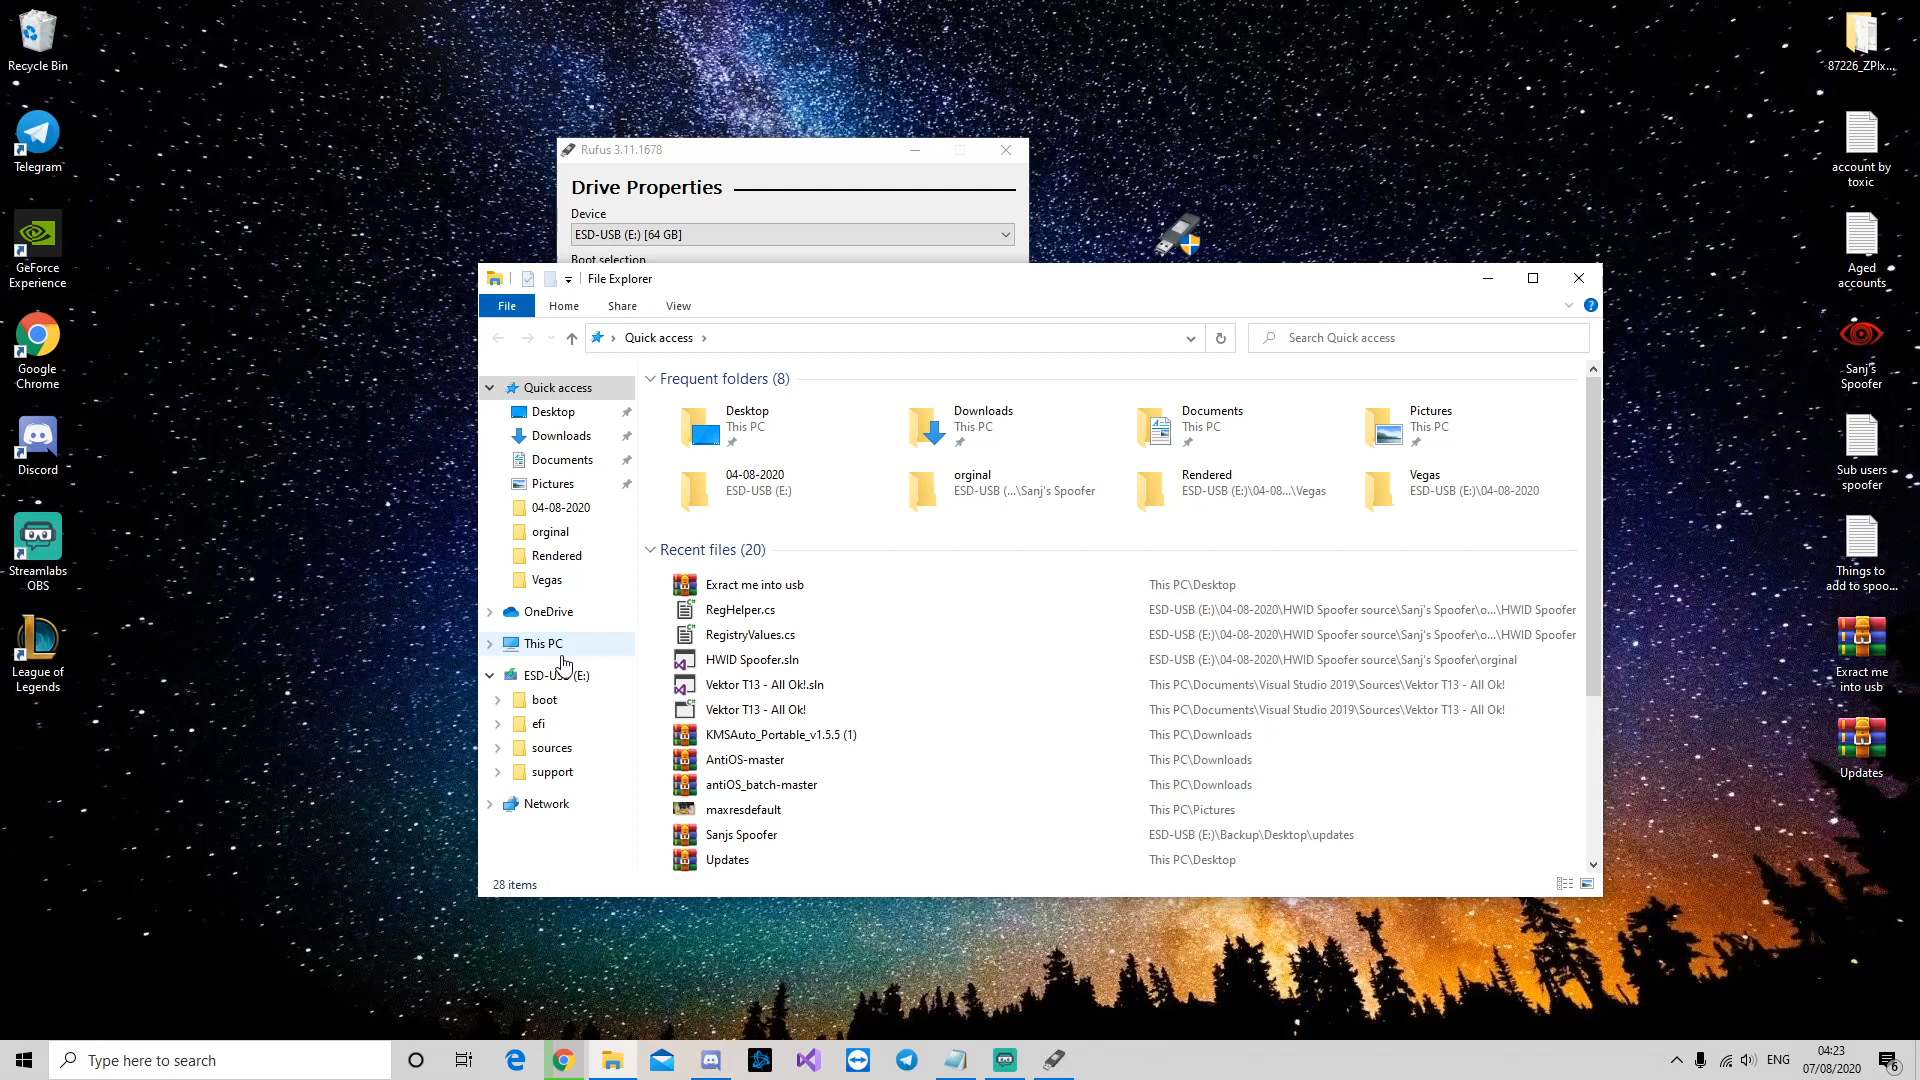 Recycle Bin
Telegram
GeForce
Experience
Google
Chrome
Discord
Streamlabs
OBS
League of
Legends
87226_ZPIx...
account by
toxic
Aged
accounts
Sanj's
Spoofer
Sub users
spoofer
Things to
add to spoo...
Exract me
into usb
Updates
Rufus 3.11.1678
Drive Properties
Device
ESD-USB (E:) [64 GB]
Boot selection
File Explorer
File
Home
Share
View
Quick access
Search Quick access
Quick access
Desktop
Downloads
Documents
Pictures
04-08-2020
orginal
Rendered
Vegas
OneDrive
This PC
ESD-USB (E:)
boot
efi
sources
support
Network
Frequent folders (8)
Desktop
This PC
Downloads
This PC
Documents
This PC
Pictures
This PC
04-08-2020
ESD-USB (E:)
orginal
ESD-USB (...\Sanj's Spoofer
Rendered
ESD-USB (E:)\04-08...\Vegas
Vegas
ESD-USB (E:)\04-08-2020
Recent files (20)
Exract me into usb This PC\Desktop
RegHelper.cs ESD-USB (E:)\04-08-2020\HWID Spoofer source\Sanj's Spoofer\o...\HWID Spoofer
RegistryValues.cs ESD-USB (E:)\04-08-2020\HWID Spoofer source\Sanj's Spoofer\o...\HWID Spoofer
HWID Spoofer.sln ESD-USB (E:)\04-08-2020\HWID Spoofer source\Sanj's Spoofer\orginal
Vektor T13 - All Ok!.sln This PC\Documents\Visual Studio 2019\Sources\Vektor T13 - All Ok!
Vektor T13 - All Ok! This PC\Documents\Visual Studio 2019\Sources\Vektor T13 - All Ok!
KMSAuto_Portable_v1.5.5 (1) This PC\Downloads
AntiOS-master This PC\Downloads
antiOS_batch-master This PC\Downloads
maxresdefault This PC\Pictures
Sanjs Spoofer ESD-USB (E:)\Backup\Desktop\updates
Updates This PC\Desktop
28 items
Type here to search
ENG
04:23
07/08/2020
6